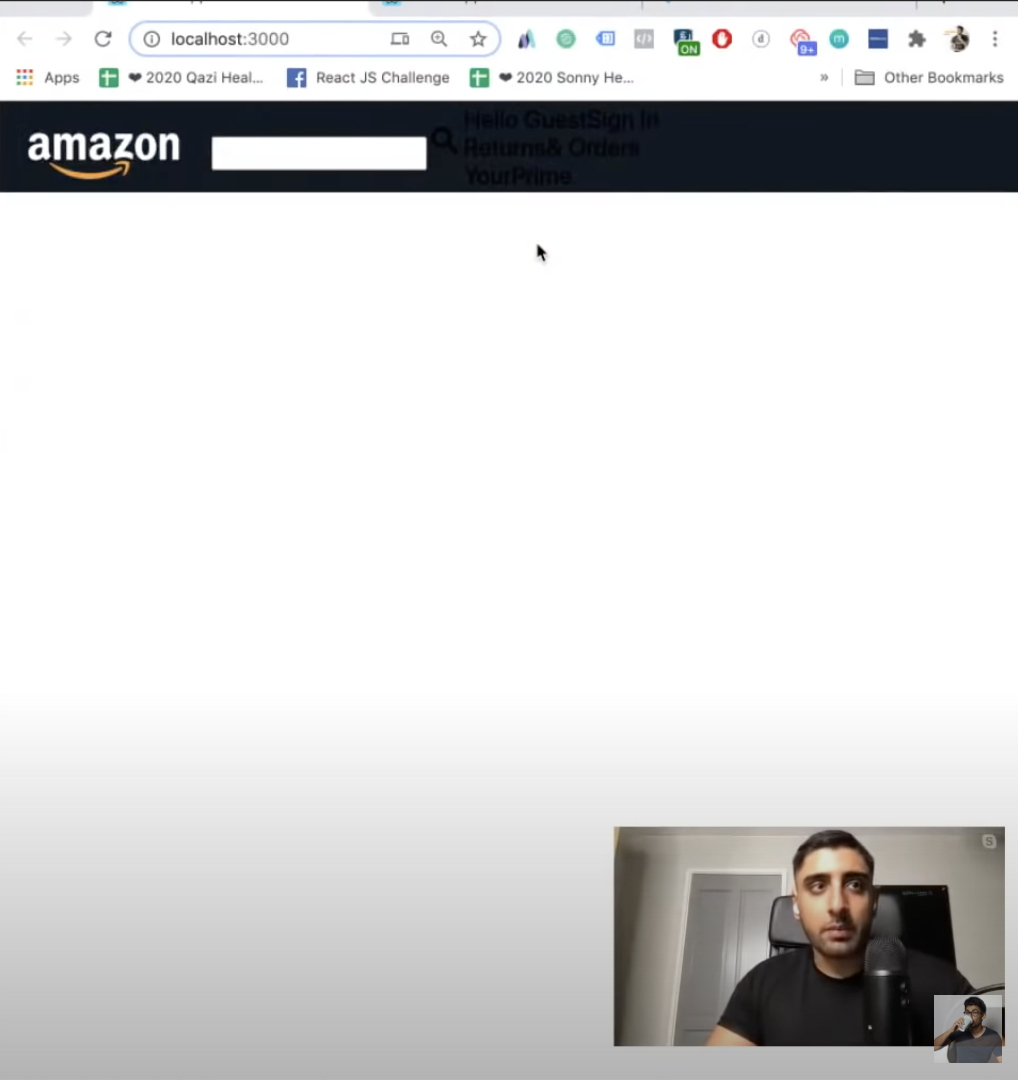 localhost:3000
ON
9+
Apps
❤ 2020 Qazi Heal...
React JS Challenge
❤ 2020 Sonny He...
»
Other Bookmarks
amazon
Hello GuestSign In
Returns& Orders
YourPrime